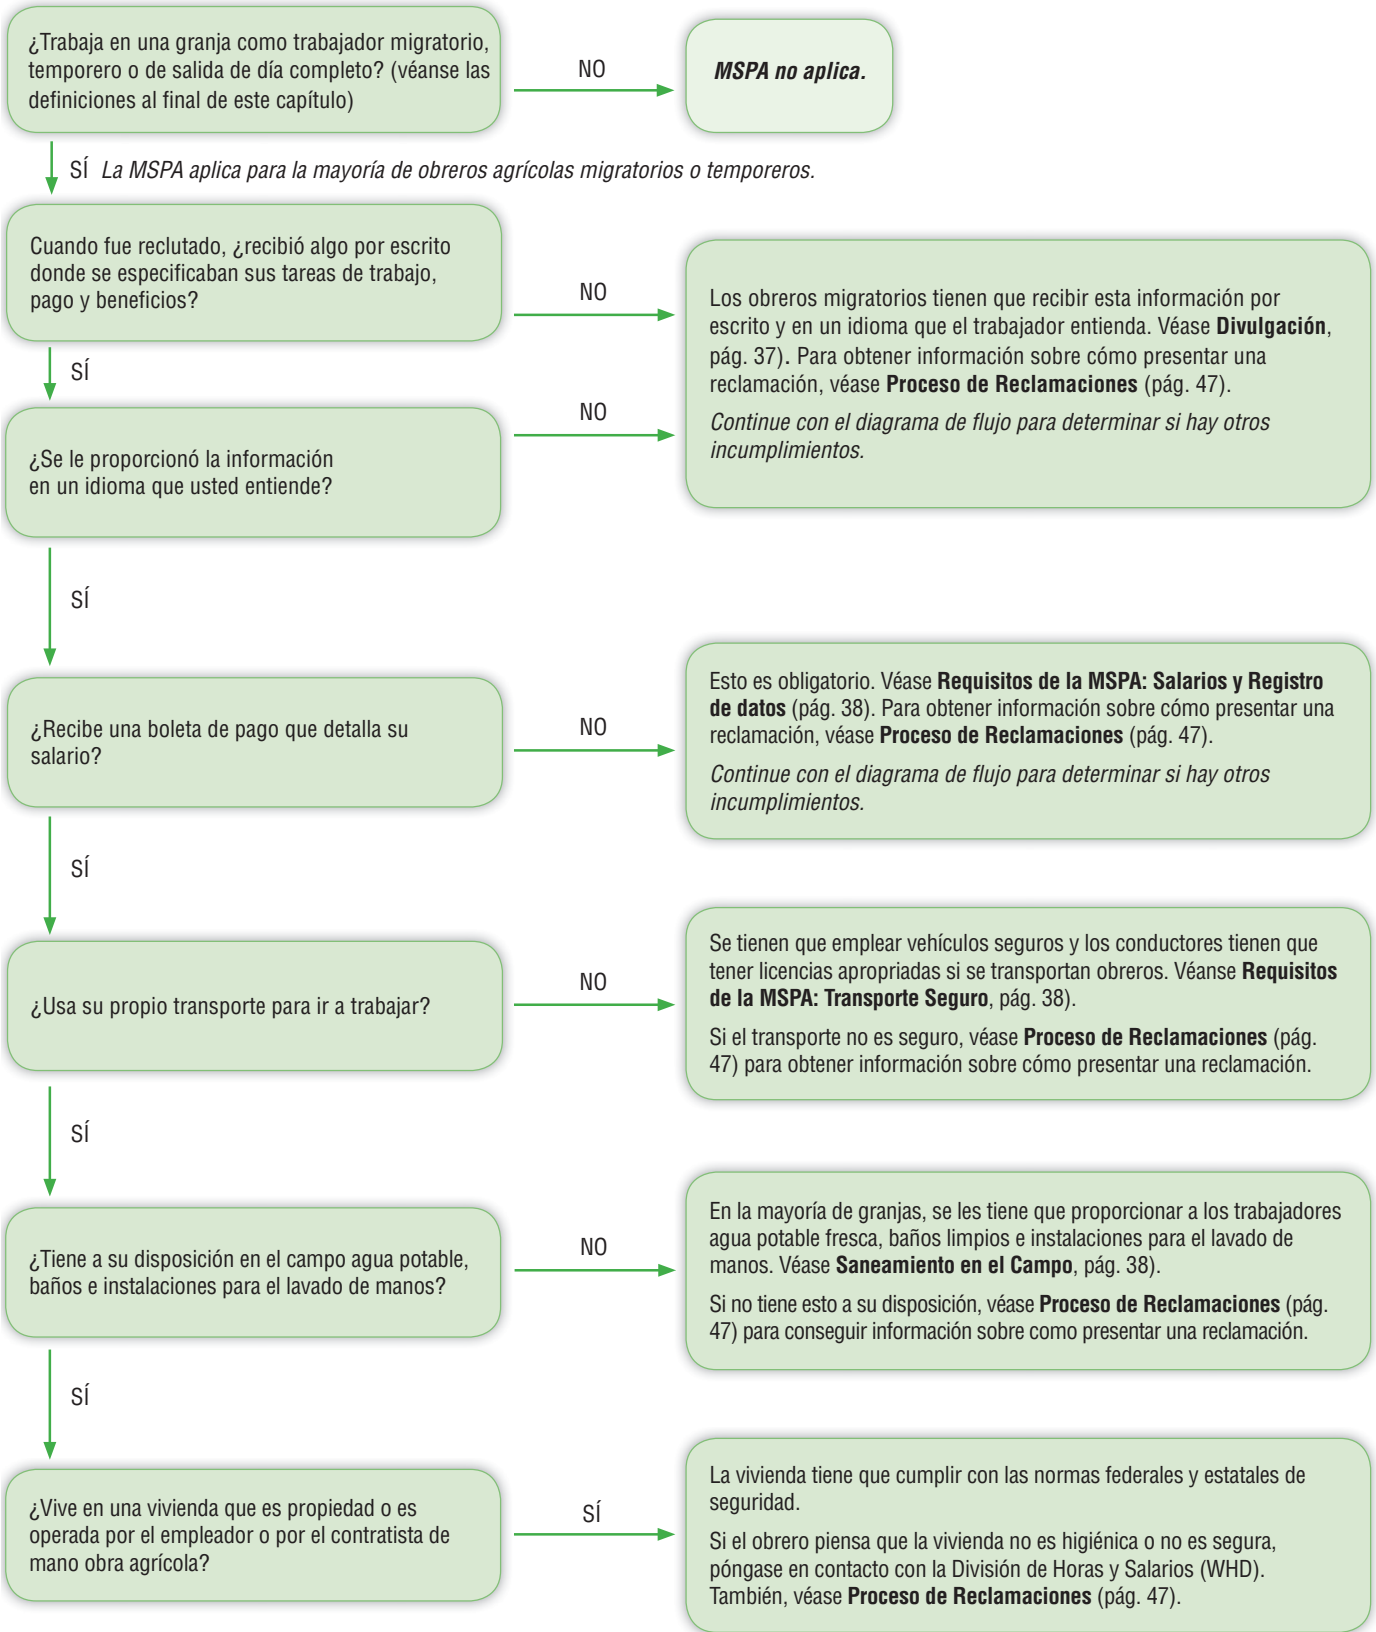 ¿Trabaja en una granja como trabajador migratorio,
temporero o de salida de día completo? (véanse las
definiciones al final de este capítulo)
NO
MSPA no aplica.
SÍ La MSPA aplica para la mayoría de obreros agrícolas migratorios o temporeros.
Cuando fue reclutado, ¿recibió algo por escrito
donde se especificaban sus tareas de trabajo,
pago y beneficios?
NO
Los obreros migratorios tienen que recibir esta información por
escrito y en un idioma que el trabajador entienda. Véase Divulgación,
pág. 37). Para obtener información sobre cómo presentar una
reclamación, véase Proceso de Reclamaciones (pág. 47).
Continue con el diagrama de flujo para determinar si hay otros
incumplimientos.
SÍ
NO
¿Se le proporcionó la información
en un idioma que usted entiende?
SÍ
¿Recibe una boleta de pago que detalla su
salario?
NO
Esto es obligatorio. Véase Requisitos de la MSPA: Salarios y Registro
de datos (pág. 38). Para obtener información sobre cómo presentar una
reclamación, véase Proceso de Reclamaciones (pág. 47).
Continue con el diagrama de flujo para determinar si hay otros
incumplimientos.
SÍ
¿Usa su propio transporte para ir a trabajar?
NO
Se tienen que emplear vehículos seguros y los conductores tienen que
tener licencias apropiadas si se transportan obreros. Véanse Requisitos
de la MSPA: Transporte Seguro, pág. 38).
Si el transporte no es seguro, véase Proceso de Reclamaciones (pág.
47) para obtener información sobre cómo presentar una reclamación.
SÍ
¿Tiene a su disposición en el campo agua potable,
baños e instalaciones para el lavado de manos?
NO
En la mayoría de granjas, se les tiene que proporcionar a los trabajadores
agua potable fresca, baños limpios e instalaciones para el lavado de
manos. Véase Saneamiento en el Campo, pág. 38).
Si no tiene esto a su disposición, véase Proceso de Reclamaciones (pág.
47) para conseguir información sobre como presentar una reclamación.
SÍ
¿Vive en una vivienda que es propiedad o es
operada por el empleador o por el contratista de
mano obra agrícola?
SÍ
La vivienda tiene que cumplir con las normas federales y estatales de
seguridad.
Si el obrero piensa que la vivienda no es higiénica o no es segura,
póngase en contacto con la División de Horas y Salarios (WHD).
También, véase Proceso de Reclamaciones (pág. 47).